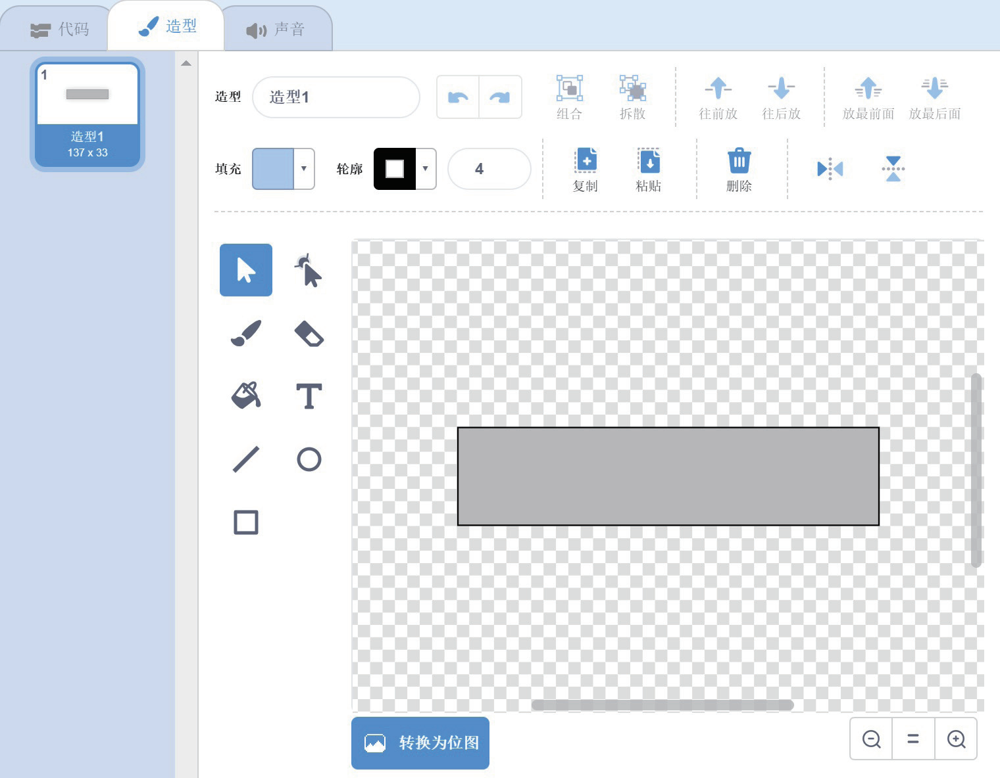 代码 造型 声音
1
造型1
137 x 33
造型 造型1 组合 拆散 往前放 往后放 放最前面 放最后面
填充 轮廓 4 复制 粘贴 删除
转换为位图